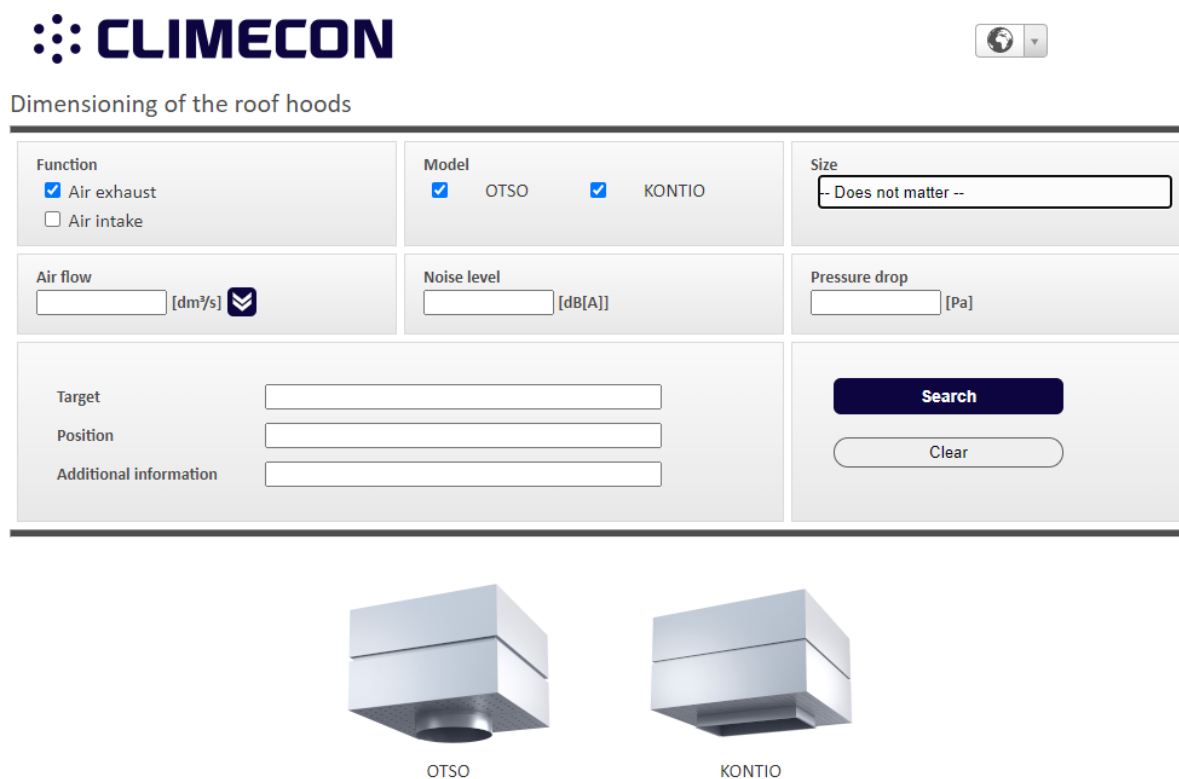 CLIMECON
Dimensioning of the roof hoods
Function
Air exhaust
Air intake
Model
OTSO KONTIO
Size
-- Does not matter --
Air flow
[dm³/s]
Noise level
[dB[A]]
Pressure drop
[Pa]
Target
Position
Additional information
Search
Clear
OTSO KONTIO